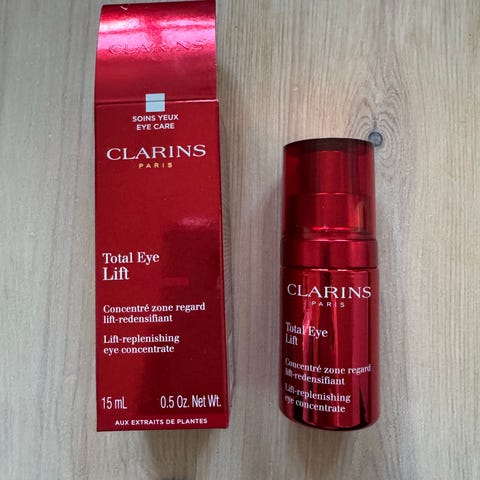 CLARINS
SOINS YEUX
EYE CARE
CLARINS
PARIS
Total Eye
Lift
Concentré zone regard
lift-redensifiant
Lift-replenishing
eye concentrate
15 mL 0.5 Oz. Net Wt.
AUX EXTRAITS DE PLANTES
CLARINS
PARIS
Total Eye
Lift
Concentré zone regard
lift-redensifiant
Lift-replenishing
eye concentrate